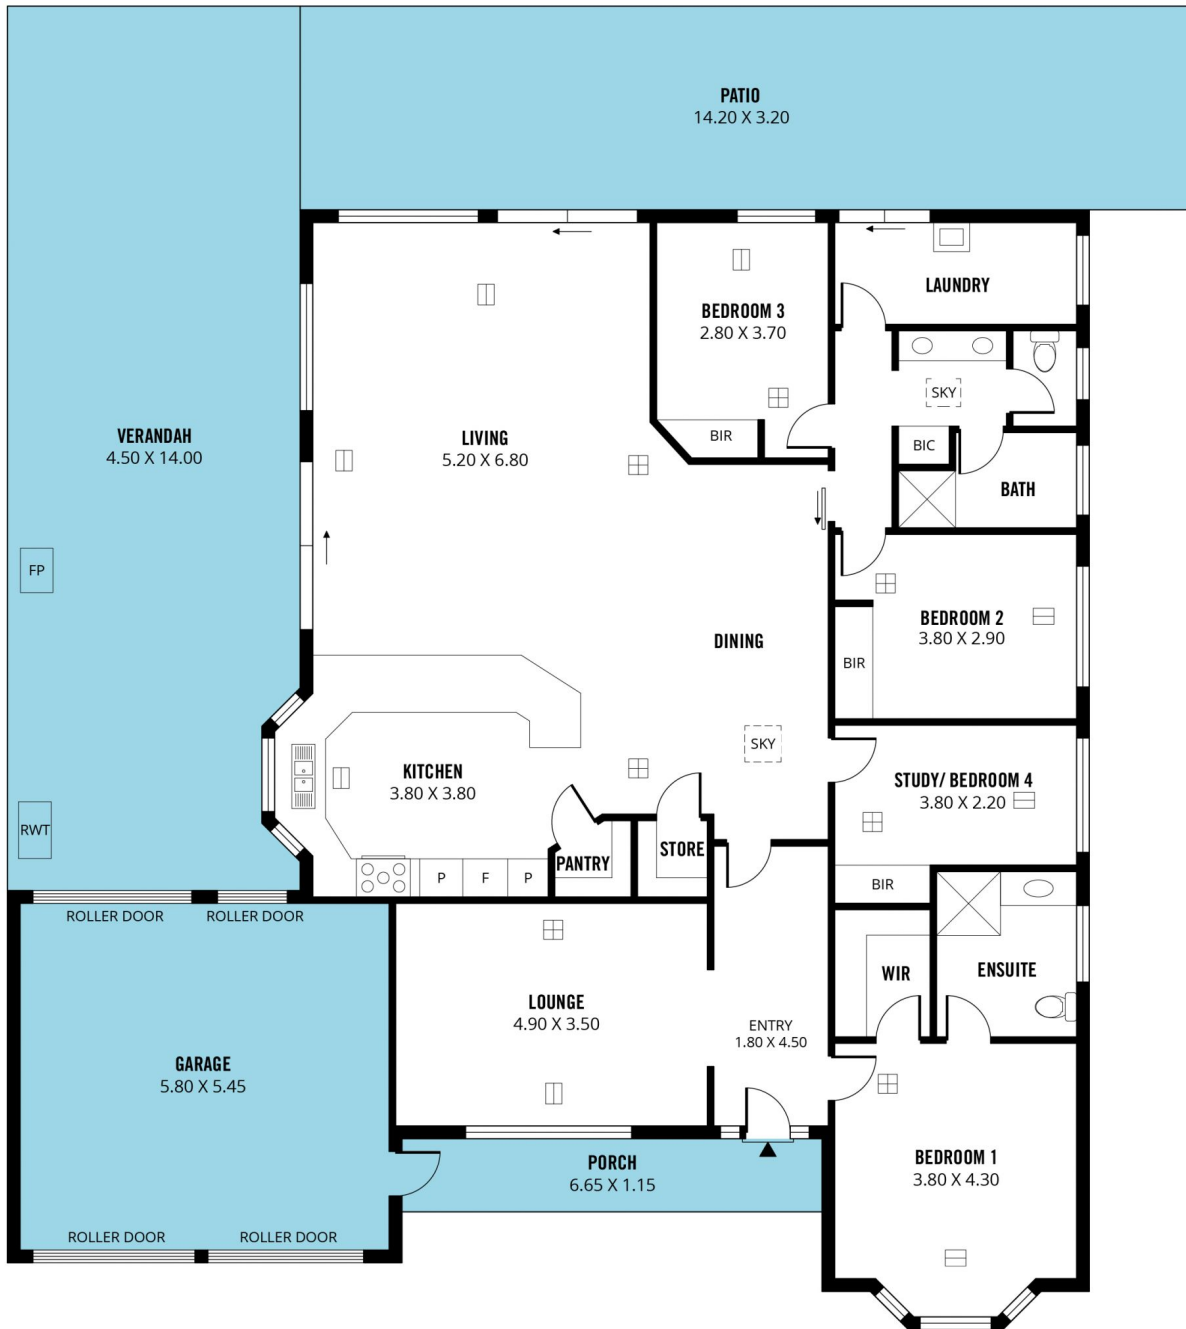 PATIO
14.20 X 3.20
VERANDAH
4.50 X 14.00
LIVING
5.20 X 6.80
BEDROOM 3
2.80 X 3.70
BIR
LAUNDRY
SKY
BIC
BATH
FP
BEDROOM 2
3.80 X 2.90
BIR
DINING
SKY
KITCHEN
3.80 X 3.80
STUDY/ BEDROOM 4
3.80 X 2.20
BIR
RWT
PANTRY
STORE
P
F
P
ROLLER DOOR
ROLLER DOOR
LOUNGE
4.90 X 3.50
ENTRY
1.80 X 4.50
WIR
ENSUITE
GARAGE
5.80 X 5.45
PORCH
6.65 X 1.15
BEDROOM 1
3.80 X 4.30
ROLLER DOOR
ROLLER DOOR